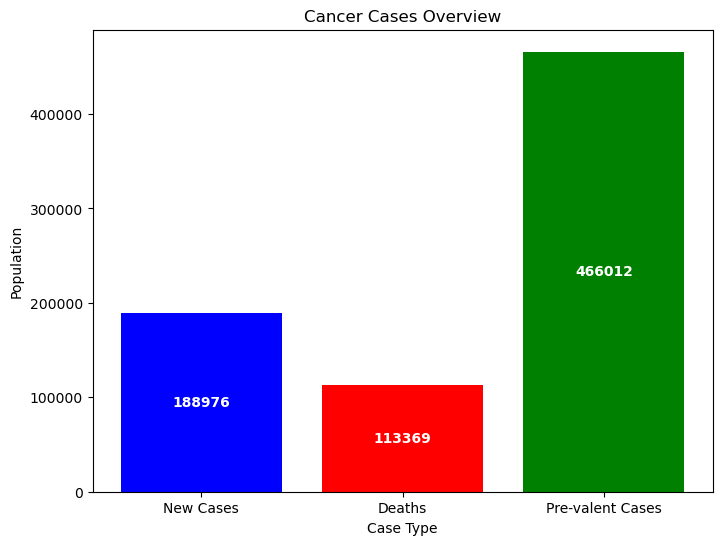 Cancer Cases Overview
Population
400000
300000
200000
100000
0
188976
113369
466012
New Cases
Deaths
Pre-valent Cases
Case Type